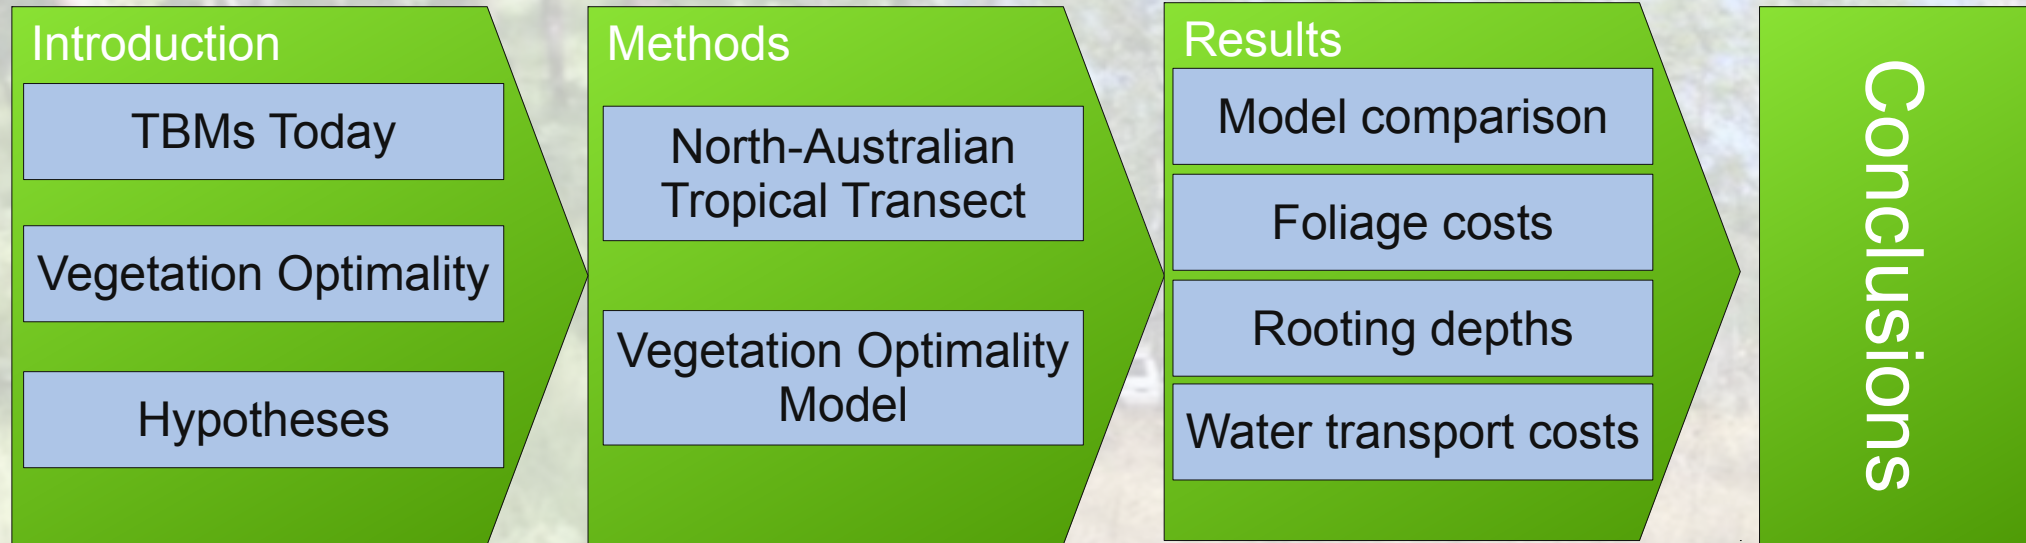 Introduction
TBMs Today
Vegetation Optimality
Hypotheses
Methods
North-Australian
Tropical Transect
Vegetation Optimality
Model
Results
Model comparison
Foliage costs
Rooting depths
Water transport costs
Conclusions